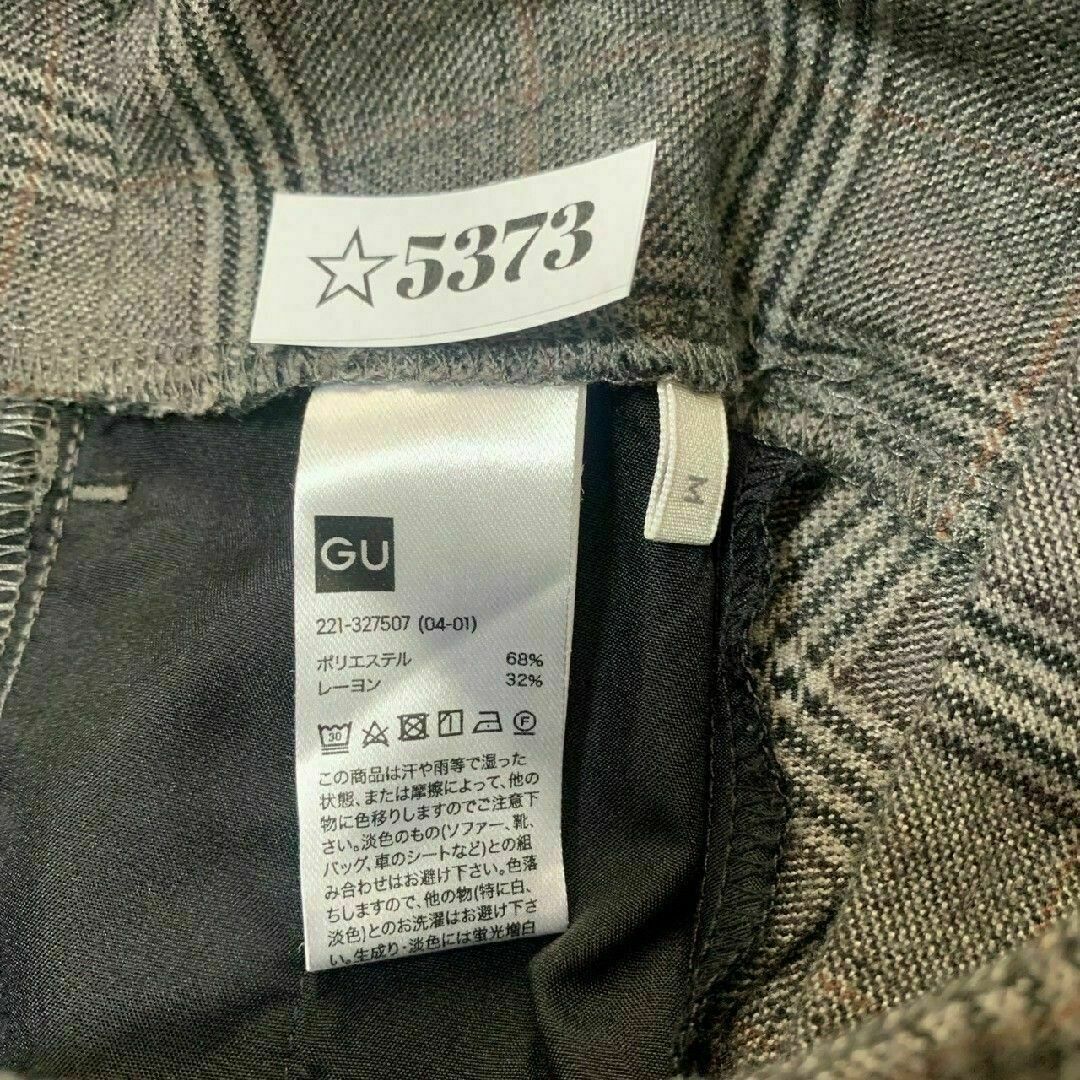 ☆5373
M
GU
221-327507 (04-01)
ポリエステル 68%
レーヨン 32%
30 F
この商品は汗や雨等で湿った
状態、または摩擦によって、他の
物に色移りしますのでご注意下
さい。淡色のもの(ソファー、靴、
バッグ、車のシートなど)との組
み合わせはお避け下さい。色落
ちしますので、他の物(特に白、
淡色)とのお洗濯はお避け下さ
い。生成り・淡色には蛍光増白